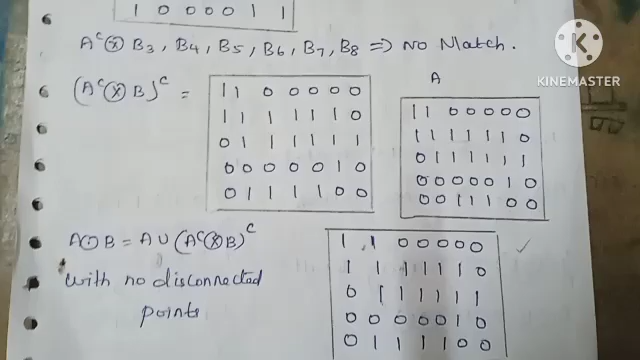 1 0 0 0 0 1 1
Aᶜ⊗B₃, B₄, B₅, B₆, B₇, B₈ ⇒ no Match.
KINEMASTER
(Aᶜ⊗B)ᶜ =
1 1 0 0 0 0 0
1 1 1 1 1 1 0
0 1 1 1 1 1 1
0 0 0 0 0 1 0
0 1 1 1 1 0 0
A
1 1 0 0 0 0 0
1 1 1 1 1 1 0
0 1 1 1 1 1 1
0 0 0 0 0 1 0
0 0 1 1 1 0 0
A⊙B = A∪(Aᶜ⊗B)ᶜ
with no disconnected
points
1 1 0 0 0 0 0
1 1 1 1 1 1 0
0 1 1 1 1 1 1
0 0 0 0 0 1 0
0 1 1 1 1 0 0